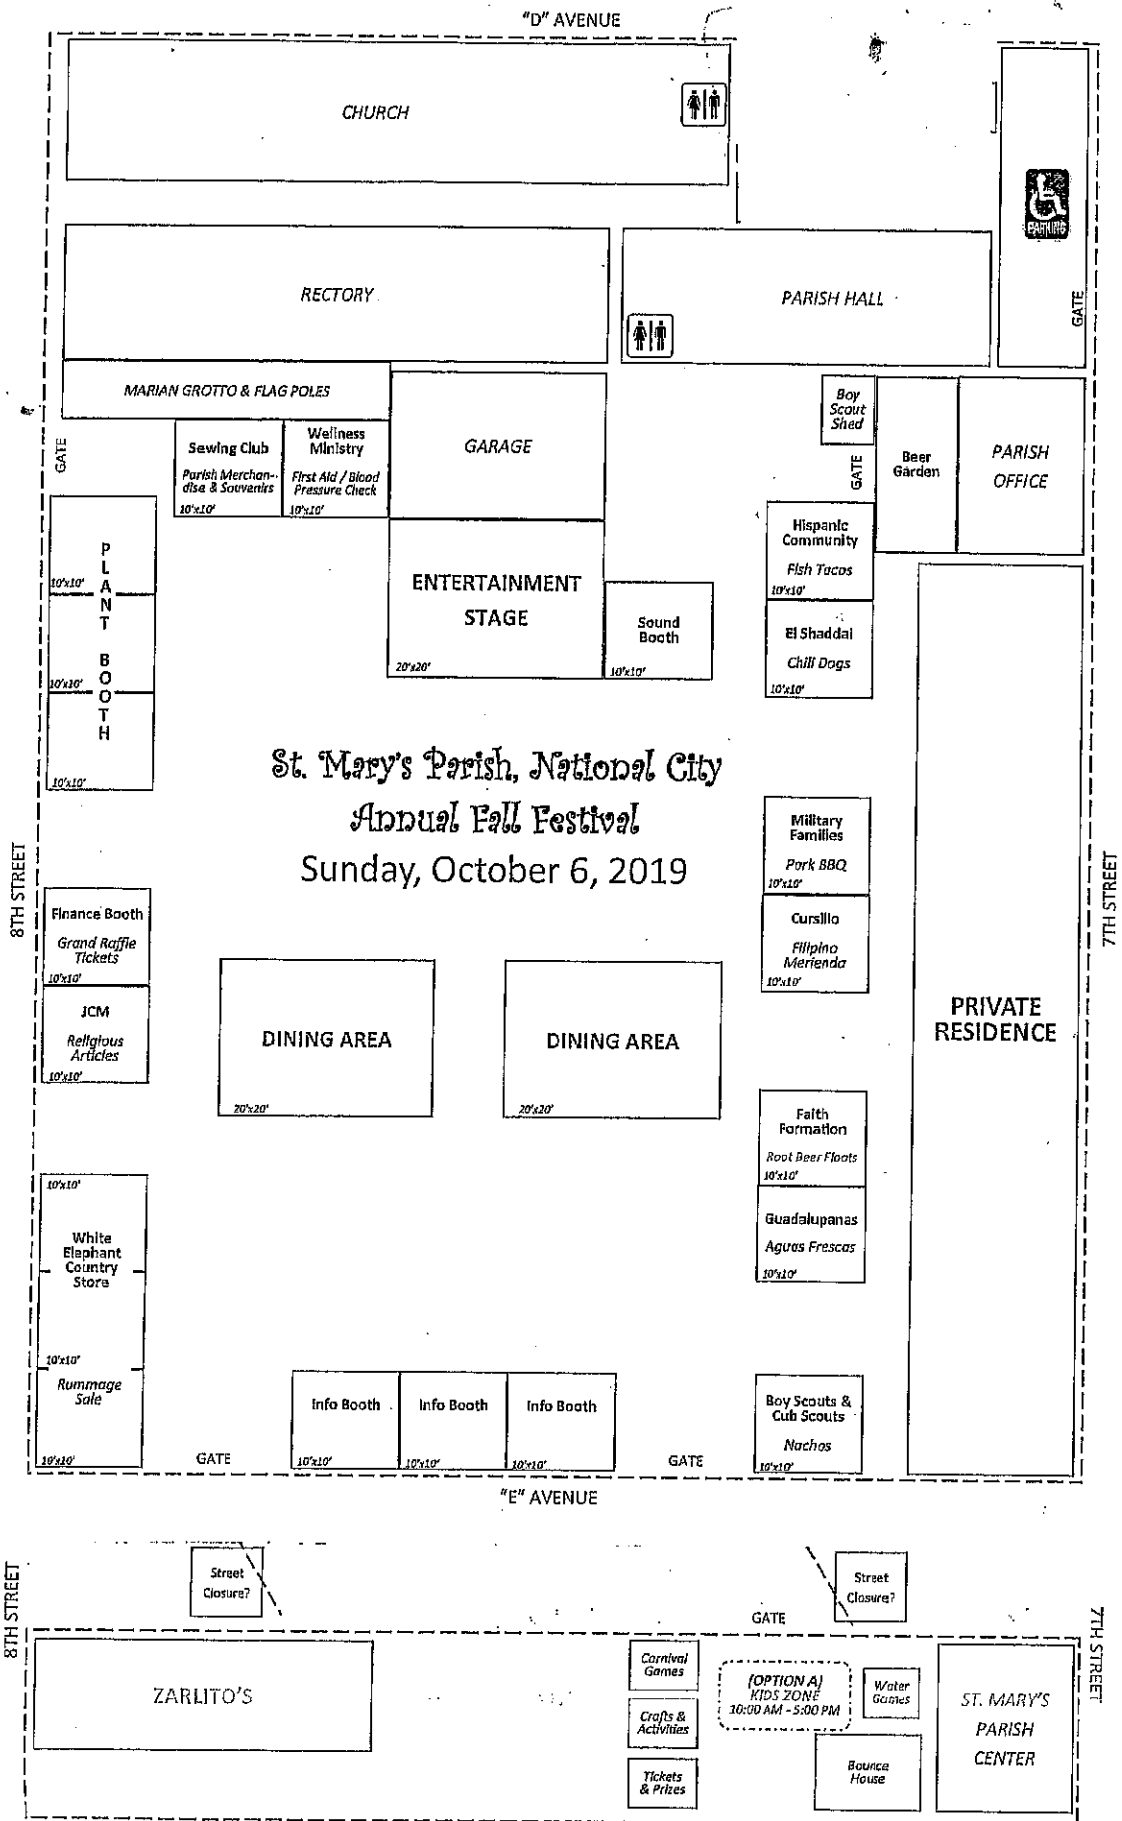 "D" AVENUE
CHURCH
PARKING
RECTORY
PARISH HALL
GATE
MARIAN GROTTO & FLAG POLES
GATE
Sewing Club
Parish Merchan-
dise & Souvenirs
10'x10'
Wellness
Ministry
First Aid / Blood
Pressure Check
10'x10'
GARAGE
Boy
Scout
Shed
GATE
Beer
Garden
PARISH
OFFICE
PLANT BOOTH
10'x10'
10'x10'
10'x10'
ENTERTAINMENT
STAGE
20'x20'
Sound
Booth
10'x10'
Hispanic
Community
Fish Tacos
10'x10'
El Shaddai
Chili Dogs
10'x10'
St. Mary's Parish, National City
Annual Fall Festival
Sunday, October 6, 2019
8TH STREET
7TH STREET
Military
Families
Pork BBQ
10'x10'
Cursillo
Filipino
Merienda
10'x10'
Finance Booth
Grand Raffle
Tickets
10'x10'
JCM
Religious
Articles
10'x10'
DINING AREA
20'x20'
DINING AREA
20'x20'
PRIVATE
RESIDENCE
Faith
Formation
Root Beer Floats
10'x10'
Guadalupanas
Aguas Frescas
10'x10'
10'x10'
White
Elephant
Country
Store
10'x10'
Rummage
Sale
10'x10'
GATE
Info Booth
10'x10'
Info Booth
10'x10'
Info Booth
10'x10'
GATE
Boy Scouts &
Cub Scouts
Nachos
10'x10'
"E" AVENUE
8TH STREET
Street
Closure?
Street
Closure?
GATE
7TH STREET
ZARLITO'S
Carnival
Games
Crafts &
Activities
Tickets
& Prizes
(OPTION A)
KIDS ZONE
10:00 AM - 5:00 PM
Water
Games
Bounce
House
ST. MARY'S
PARISH
CENTER